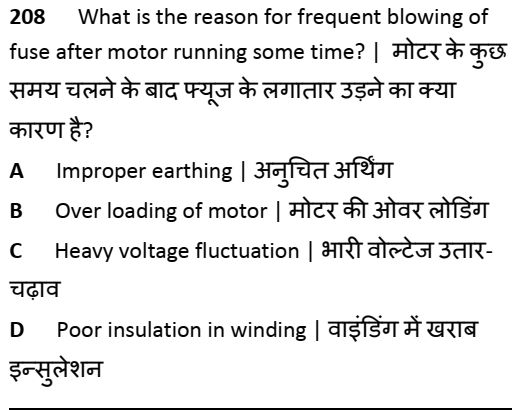 208 What is the reason for frequent blowing of
fuse after motor running some time? | मोटर के कुछ
समय चलने के बाद फ्यूज के लगातार उड़ने का क्या
कारण है?
A Improper earthing | अनुचित अर्थिंग
B Over loading of motor | मोटर की ओवर लोडिंग
C Heavy voltage fluctuation | भारी वोल्टेज उतार-
चढ़ाव
D Poor insulation in winding | वाइंडिंग में खराब
इन्सुलेशन